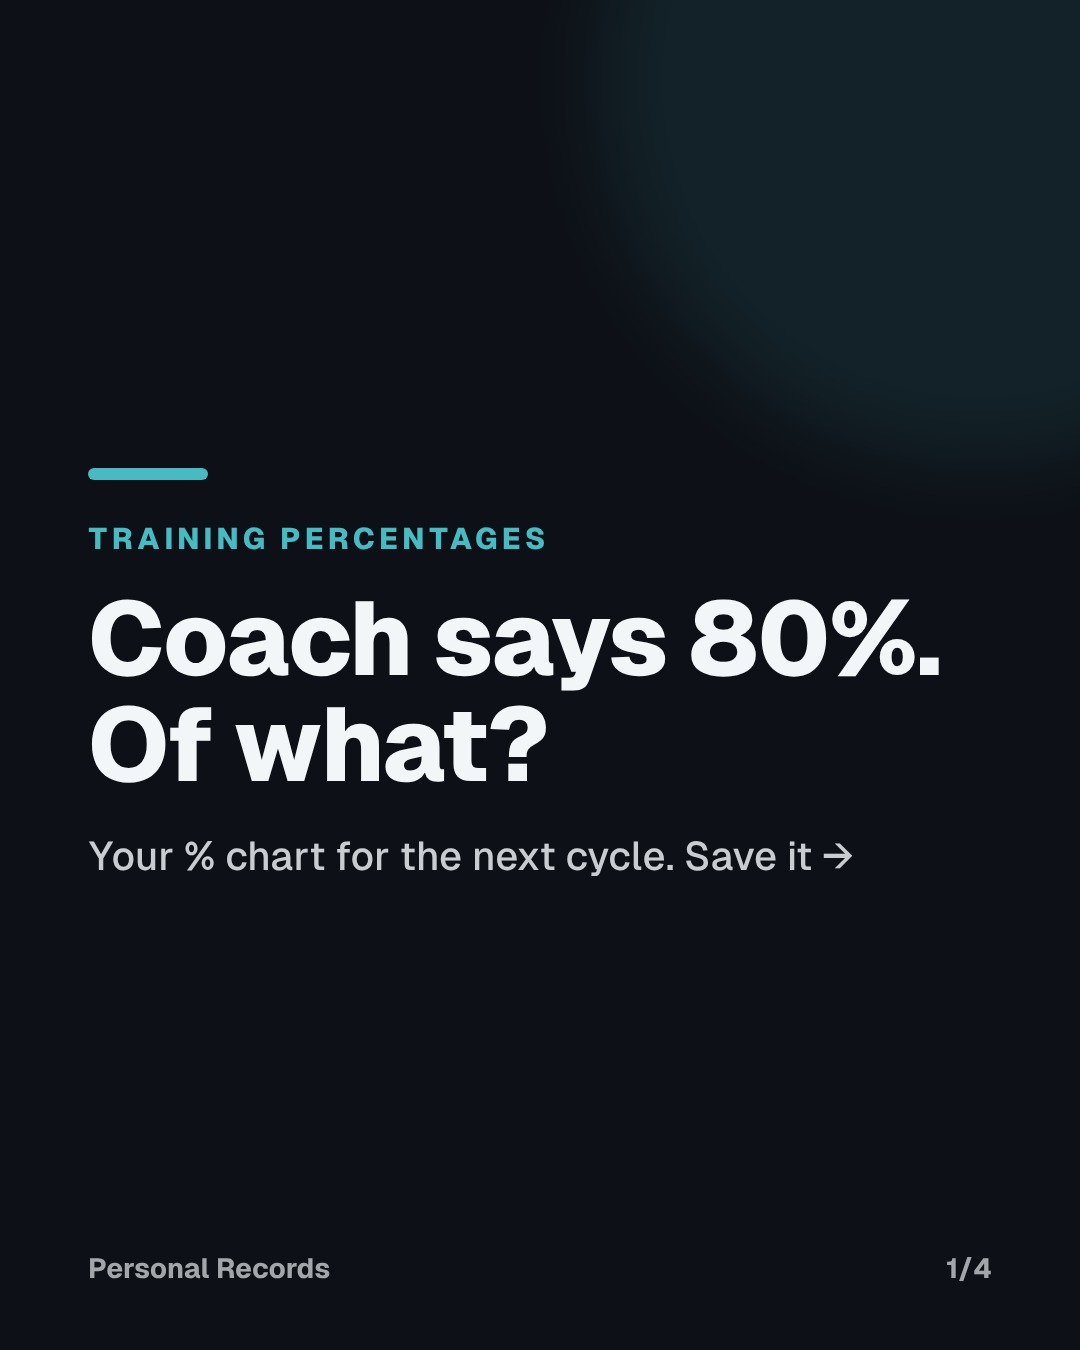 TRAINING PERCENTAGES
Coach says 80%.
Of what?
Your % chart for the next cycle. Save it →
Personal Records
1/4